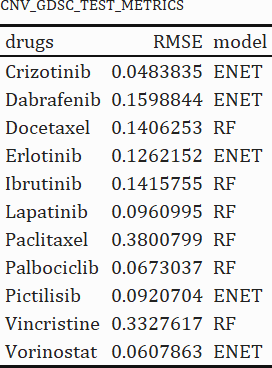 CNV_GDSC_TEST_METRICS
drugs RMSE model
Crizotinib 0.0483835 ENET
Dabrafenib 0.1598844 ENET
Docetaxel 0.1406253 RF
Erlotinib 0.1262152 ENET
Ibrutinib 0.1415755 RF
Lapatinib 0.0960995 RF
Paclitaxel 0.3800799 RF
Palbociclib 0.0673037 RF
Pictilisib 0.0920704 ENET
Vincristine 0.3327617 RF
Vorinostat 0.0607863 ENET